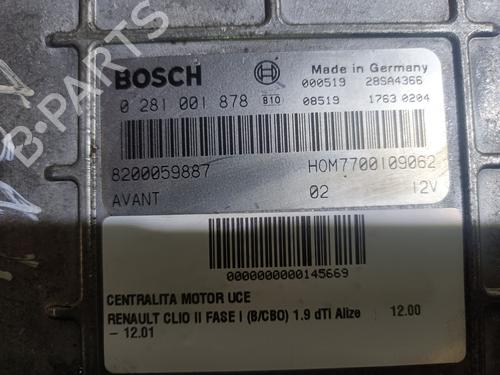 B-PARTS
BOSCH
Made in Germany
000519 28SA4366
0 281 001 878 B10 08519 1763 0204
8200059887 HOM7700109062
AVANT 02 12V
0000000000145669
CENTRALITA MOTOR UCE
RENAULT CLIO II FASE I (B/CBO) 1.9 dTi Alize 12.00
- 12.01